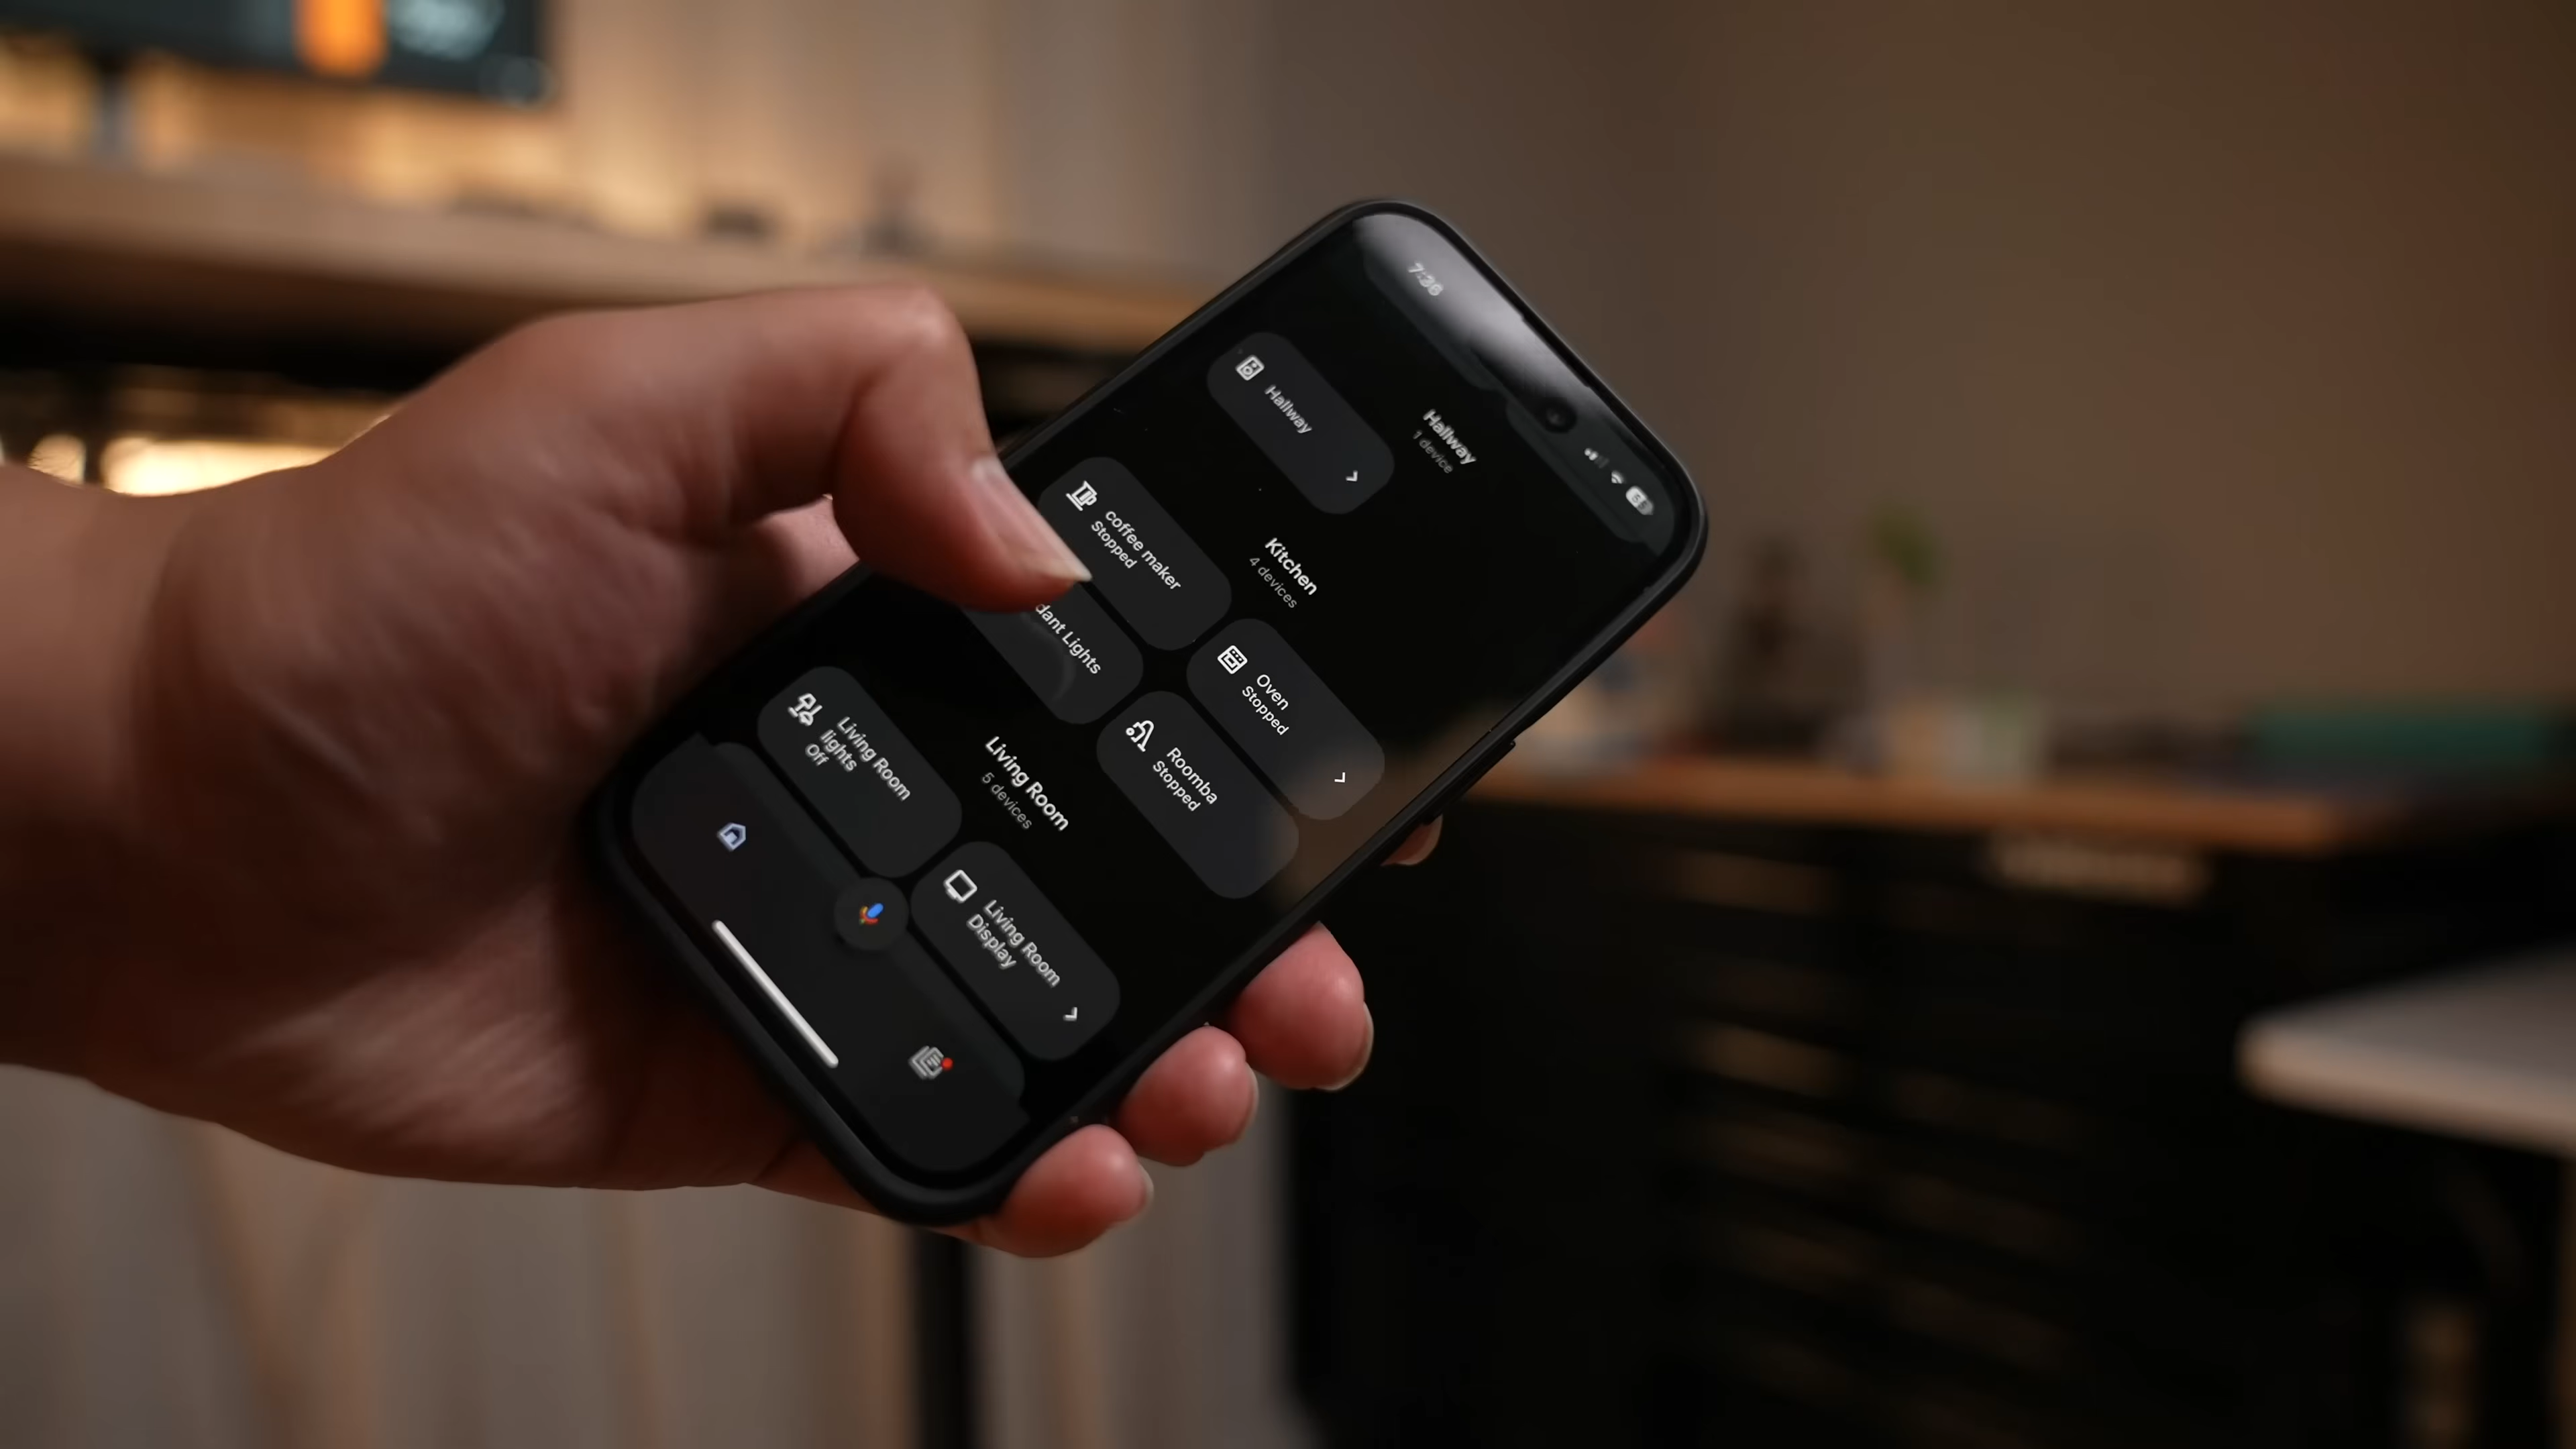 7:36
Hallway
1 device
Hallway
Kitchen
4 devices
coffee maker
Stopped
Oven
Stopped
dant Lights
Roomba
Stopped
Living Room
5 devices
Living Room
lights
Off
Living Room
Display